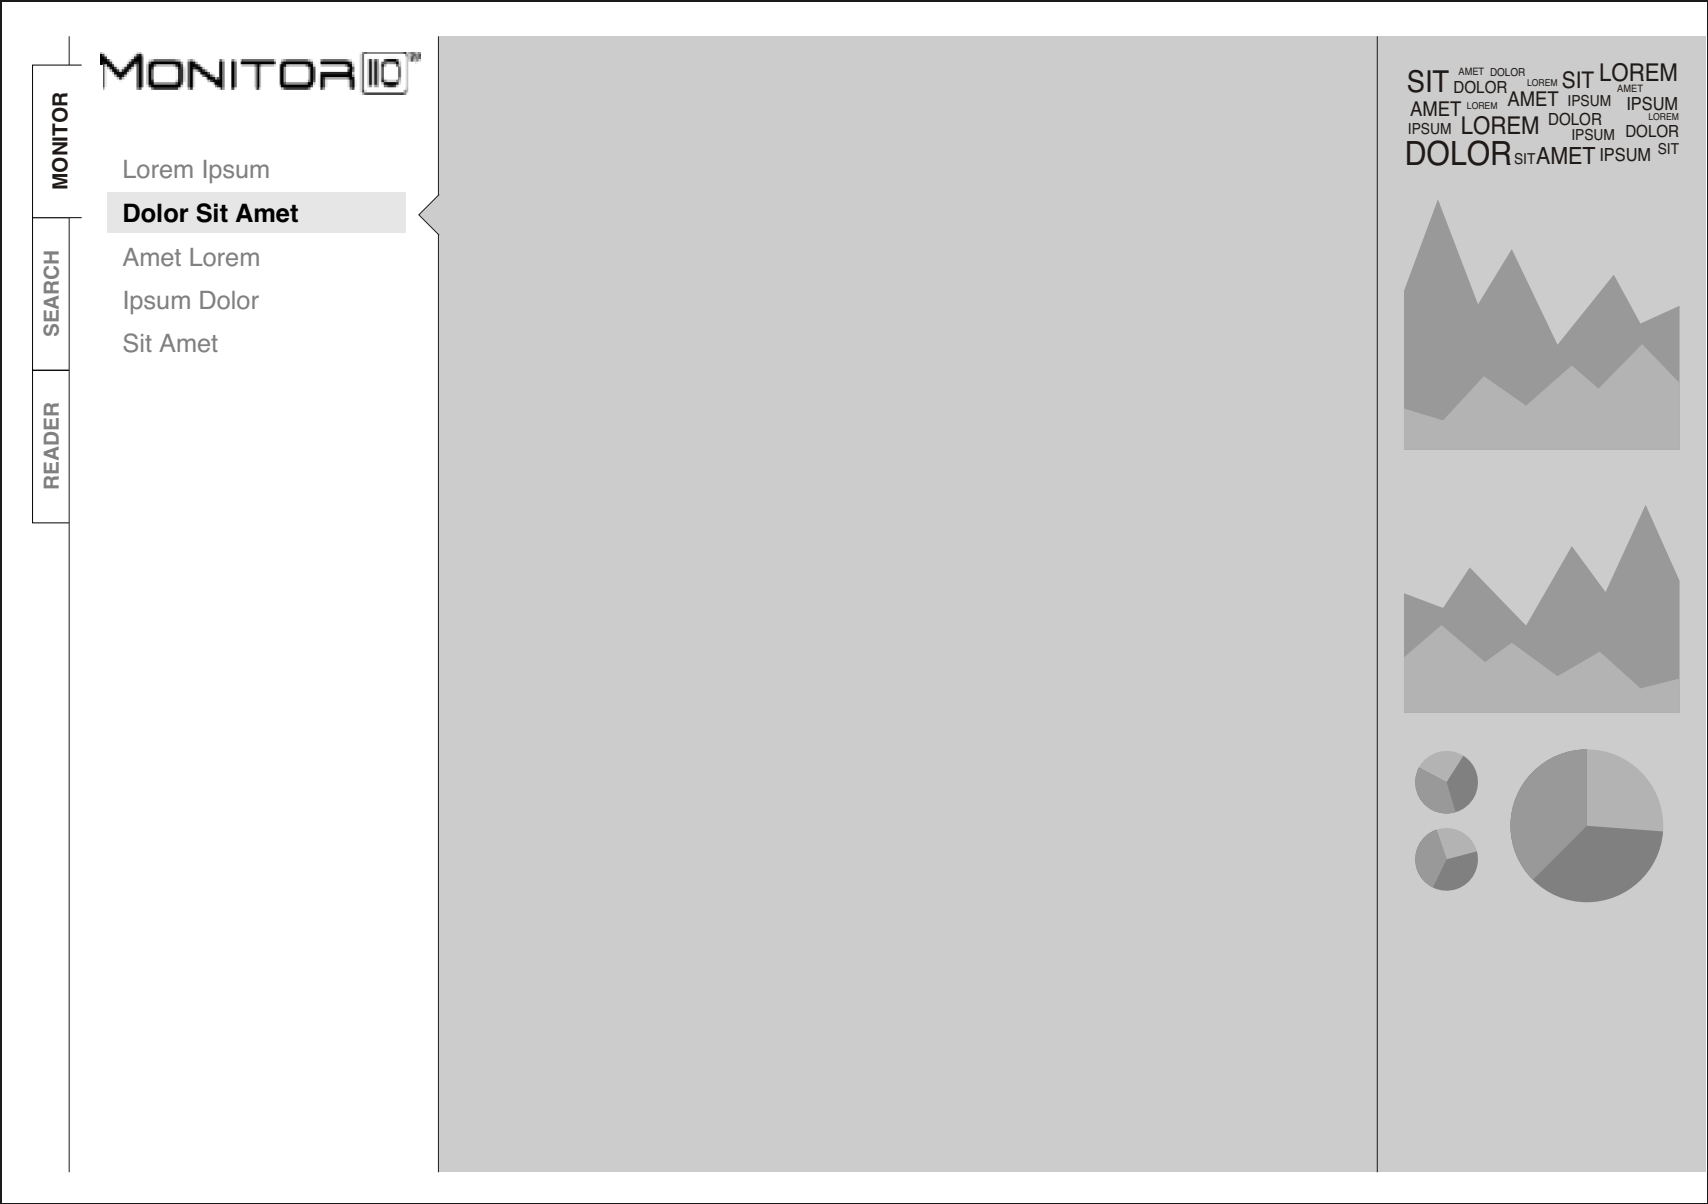 MONITOR110™
MONITOR
SEARCH
READER
Lorem Ipsum
Dolor Sit Amet
Amet Lorem
Ipsum Dolor
Sit Amet
SIT AMET DOLOR LOREM SIT LOREM
DOLOR AMET
AMET LOREM AMET IPSUM IPSUM
IPSUM LOREM DOLOR LOREM
IPSUM DOLOR
DOLOR SIT AMET IPSUM SIT